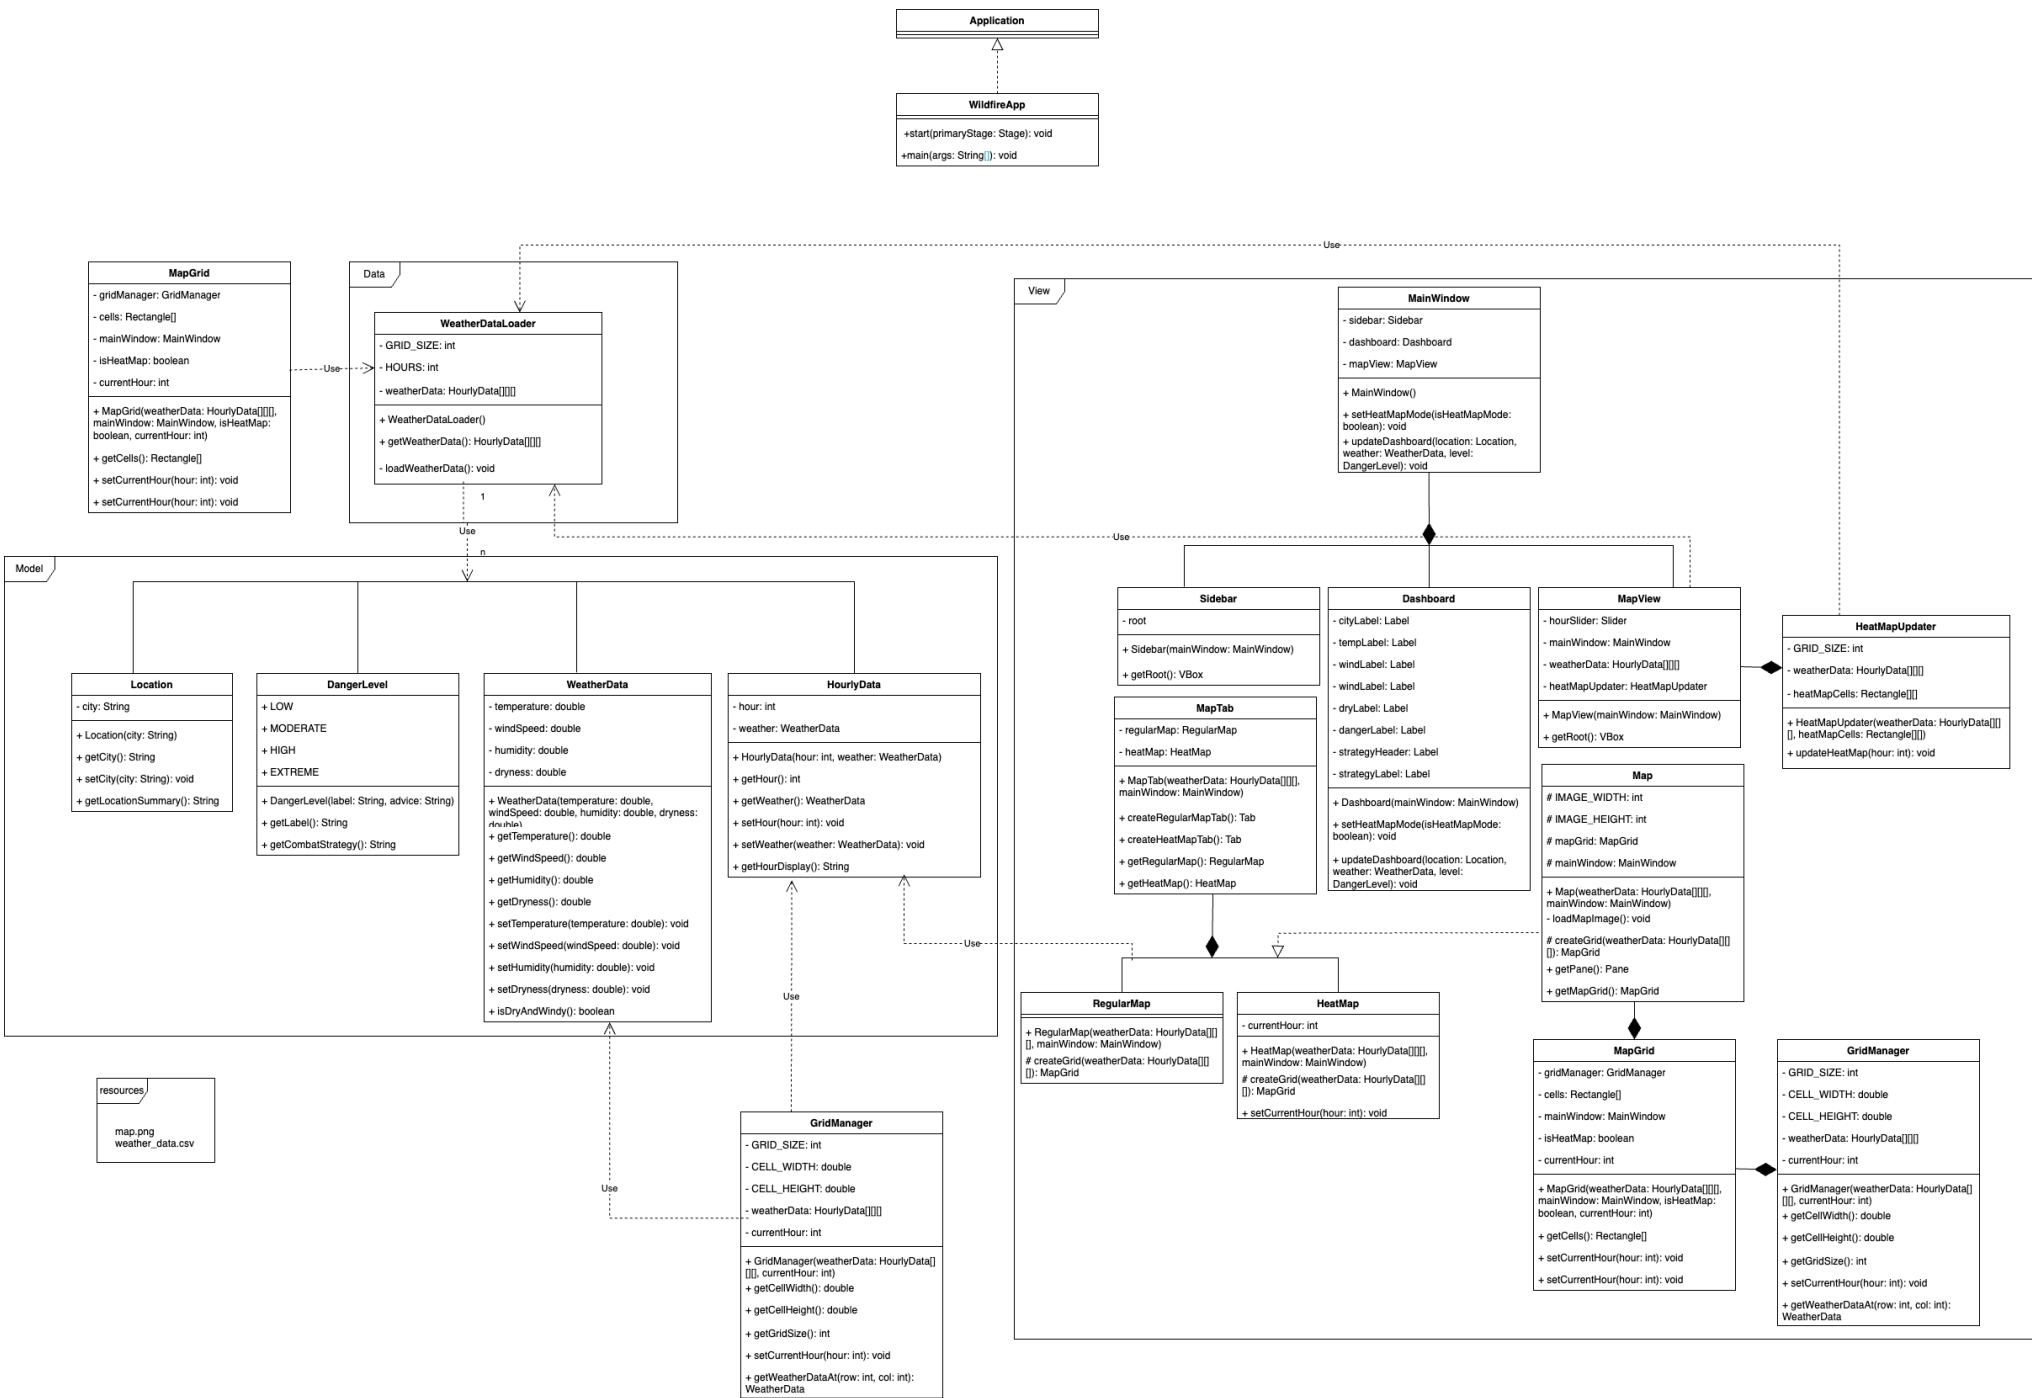 Application
WildfireApp
+start(primaryStage: Stage): void
+main(args: String[]): void
Use
MapGrid
- gridManager: GridManager
- cells: Rectangle[]
- mainWindow: MainWindow
- isHeatMap: boolean
- currentHour: int
+ MapGrid(weatherData: HourlyData[][][],
mainWindow: MainWindow, isHeatMap:
boolean, currentHour: int)
+ getCells(): Rectangle[]
+ setCurrentHour(hour: int): void
+ setCurrentHour(hour: int): void
Use
Data
WeatherDataLoader
- GRID_SIZE: int
- HOURS: int
- weatherData: HourlyData[][][]
+ WeatherDataLoader()
+ getWeatherData(): HourlyData[][][]
- loadWeatherData(): void
1
Use
n
Use
View
MainWindow
- sidebar: Sidebar
- dashboard: Dashboard
- mapView: MapView
+ MainWindow()
+ setHeatMapMode(isHeatMapMode:
boolean): void
+ updateDashboard(location: Location,
weather: WeatherData, level:
DangerLevel): void
Model
Location
- city: String
+ Location(city: String)
+ getCity(): String
+ setCity(city: String): void
+ getLocationSummary(): String
DangerLevel
+ LOW
+ MODERATE
+ HIGH
+ EXTREME
+ DangerLevel(label: String, advice: String)
+ getLabel(): String
+ getCombatStrategy(): String
WeatherData
- temperature: double
- windSpeed: double
- humidity: double
- dryness: double
+ WeatherData(temperature: double,
windSpeed: double, humidity: double, dryness:
double)
+ getTemperature(): double
+ getWindSpeed(): double
+ getHumidity(): double
+ getDryness(): double
+ setTemperature(temperature: double): void
+ setWindSpeed(windSpeed: double): void
+ setHumidity(humidity: double): void
+ setDryness(dryness: double): void
+ isDryAndWindy(): boolean
HourlyData
- hour: int
- weather: WeatherData
+ HourlyData(hour: int, weather: WeatherData)
+ getHour(): int
+ getWeather(): WeatherData
+ setHour(hour: int): void
+ setWeather(weather: WeatherData): void
+ getHourDisplay(): String
Sidebar
- root
+ Sidebar(mainWindow: MainWindow)
+ getRoot(): VBox
Dashboard
- cityLabel: Label
- tempLabel: Label
- windLabel: Label
- windLabel: Label
- dryLabel: Label
- dangerLabel: Label
- strategyHeader: Label
- strategyLabel: Label
+ Dashboard(mainWindow: MainWindow)
+ setHeatMapMode(isHeatMapMode:
boolean): void
+ updateDashboard(location: Location,
weather: WeatherData, level:
DangerLevel): void
MapView
- hourSlider: Slider
- mainWindow: MainWindow
- weatherData: HourlyData[][][]
- heatMapUpdater: HeatMapUpdater
+ MapView(mainWindow: MainWindow)
+ getRoot(): VBox
HeatMapUpdater
- GRID_SIZE: int
- weatherData: HourlyData[][][]
- heatMapCells: Rectangle[][]
+ HeatMapUpdater(weatherData: HourlyData[][]
[], heatMapCells: Rectangle[][])
+ updateHeatMap(hour: int): void
MapTab
- regularMap: RegularMap
- heatMap: HeatMap
+ MapTab(weatherData: HourlyData[][][],
mainWindow: MainWindow)
+ createRegularMapTab(): Tab
+ createHeatMapTab(): Tab
+ getRegularMap(): RegularMap
+ getHeatMap(): HeatMap
Map
# IMAGE_WIDTH: int
# IMAGE_HEIGHT: int
# mapGrid: MapGrid
# mainWindow: MainWindow
+ Map(weatherData: HourlyData[][][],
mainWindow: MainWindow)
- loadMapImage(): void
# createGrid(weatherData: HourlyData[][]
[]): MapGrid
+ getPane(): Pane
+ getMapGrid(): MapGrid
Use
Use
Use
RegularMap
+ RegularMap(weatherData: HourlyData[][]
[], mainWindow: MainWindow)
# createGrid(weatherData: HourlyData[][]
[]): MapGrid
HeatMap
- currentHour: int
+ HeatMap(weatherData: HourlyData[][][],
mainWindow: MainWindow)
# createGrid(weatherData: HourlyData[][]
[]): MapGrid
+ setCurrentHour(hour: int): void
MapGrid
- gridManager: GridManager
- cells: Rectangle[]
- mainWindow: MainWindow
- isHeatMap: boolean
- currentHour: int
+ MapGrid(weatherData: HourlyData[][][],
mainWindow: MainWindow, isHeatMap:
boolean, currentHour: int)
+ getCells(): Rectangle[]
+ setCurrentHour(hour: int): void
+ setCurrentHour(hour: int): void
GridManager
- GRID_SIZE: int
- CELL_WIDTH: double
- CELL_HEIGHT: double
- weatherData: HourlyData[][][]
- currentHour: int
+ GridManager(weatherData: HourlyData[]
[][], currentHour: int)
+ getCellWidth(): double
+ getCellHeight(): double
+ getGridSize(): int
+ setCurrentHour(hour: int): void
+ getWeatherDataAt(row: int, col: int):
WeatherData
resources
map.png
weather_data.csv
GridManager
- GRID_SIZE: int
- CELL_WIDTH: double
- CELL_HEIGHT: double
- weatherData: HourlyData[][][]
- currentHour: int
+ GridManager(weatherData: HourlyData[]
[][], currentHour: int)
+ getCellWidth(): double
+ getCellHeight(): double
+ getGridSize(): int
+ setCurrentHour(hour: int): void
+ getWeatherDataAt(row: int, col: int):
WeatherData